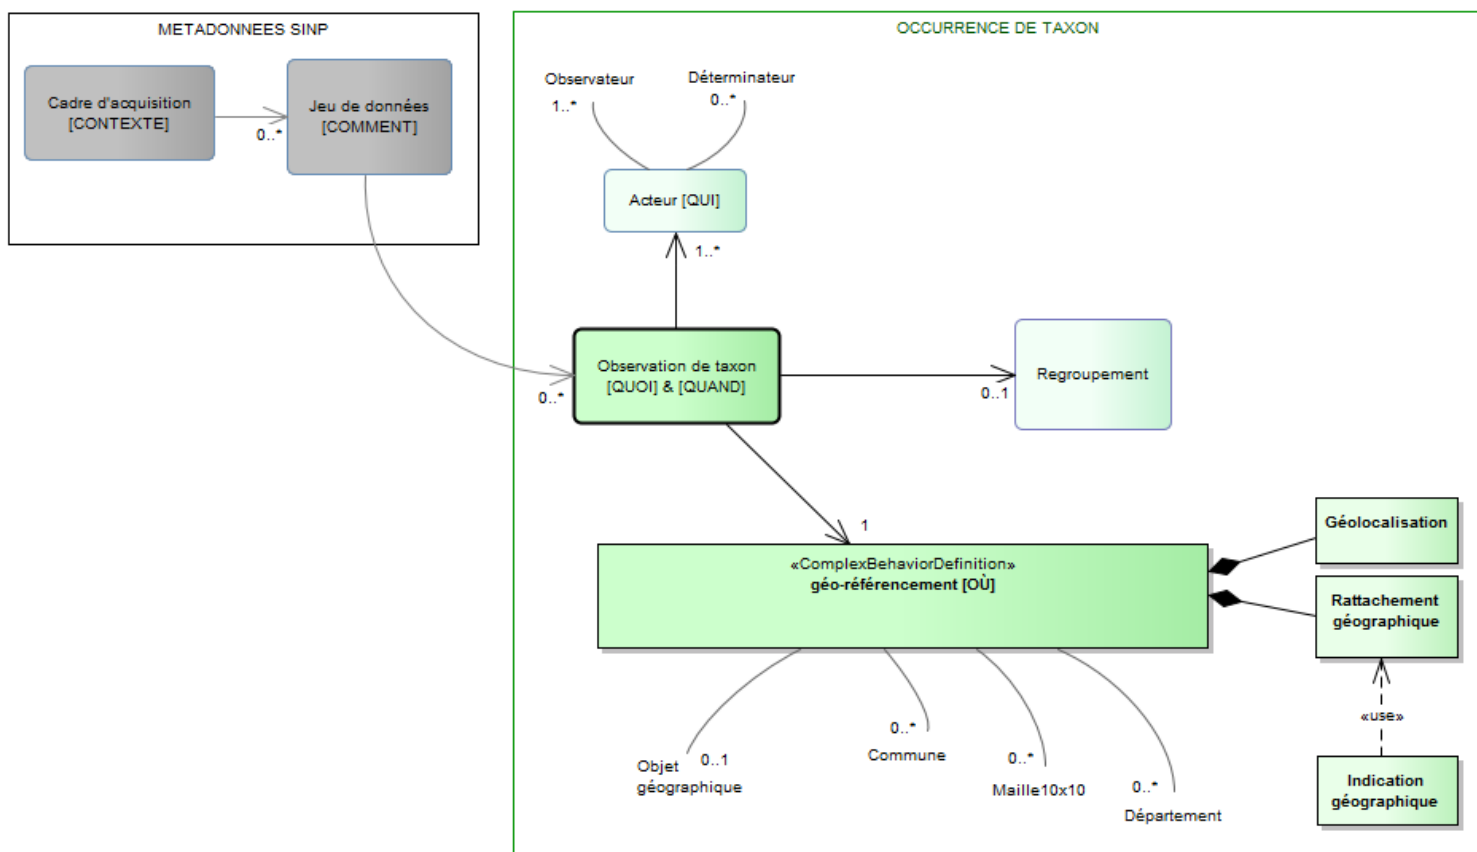 METADONNEES SINP
Cadre d'acquisition
[CONTEXTE]
0..*
Jeu de données
[COMMENT]
OCCURRENCE DE TAXON
Observateur
1..*
Déterminateur
0..*
Acteur [QUI]
1..*
0..*
Observation de taxon
[QUOI] & [QUAND]
0..1
Regroupement
1
«ComplexBehaviorDefinition»
géo-référencement [OÙ]
Géolocalisation
Rattachement
géographique
«use»
Indication
géographique
Objet
géographique
0..1
0..*
Commune
0..*
Maille10x10
0..*
Département